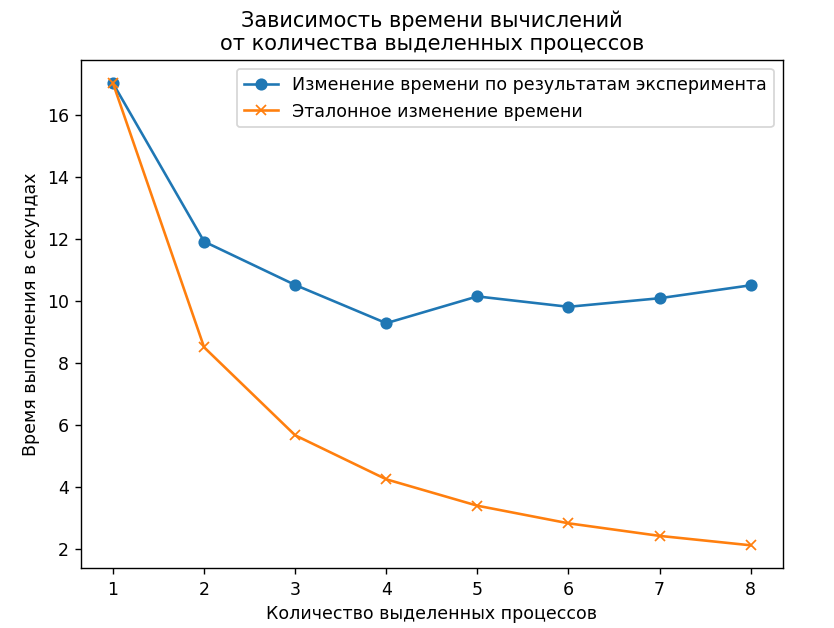 Зависимость времени вычислений
от количества выделенных процессов
Изменение времени по результатам эксперимента
Эталонное изменение времени
Время выполнения в секундах
16
14
12
10
8
6
4
2
1 2 3 4 5 6 7 8
Количество выделенных процессов